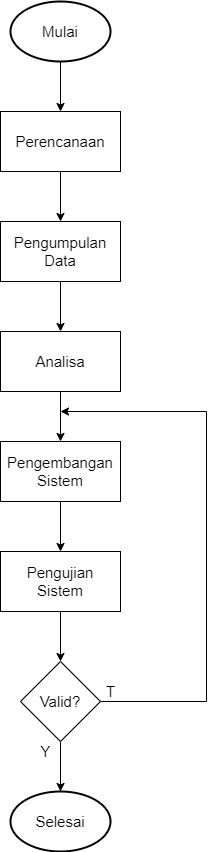 Mulai
Perencanaan
Pengumpulan
Data
Analisa
Pengembangan
Sistem
Pengujian
Sistem
Valid?
T
Y
Selesai